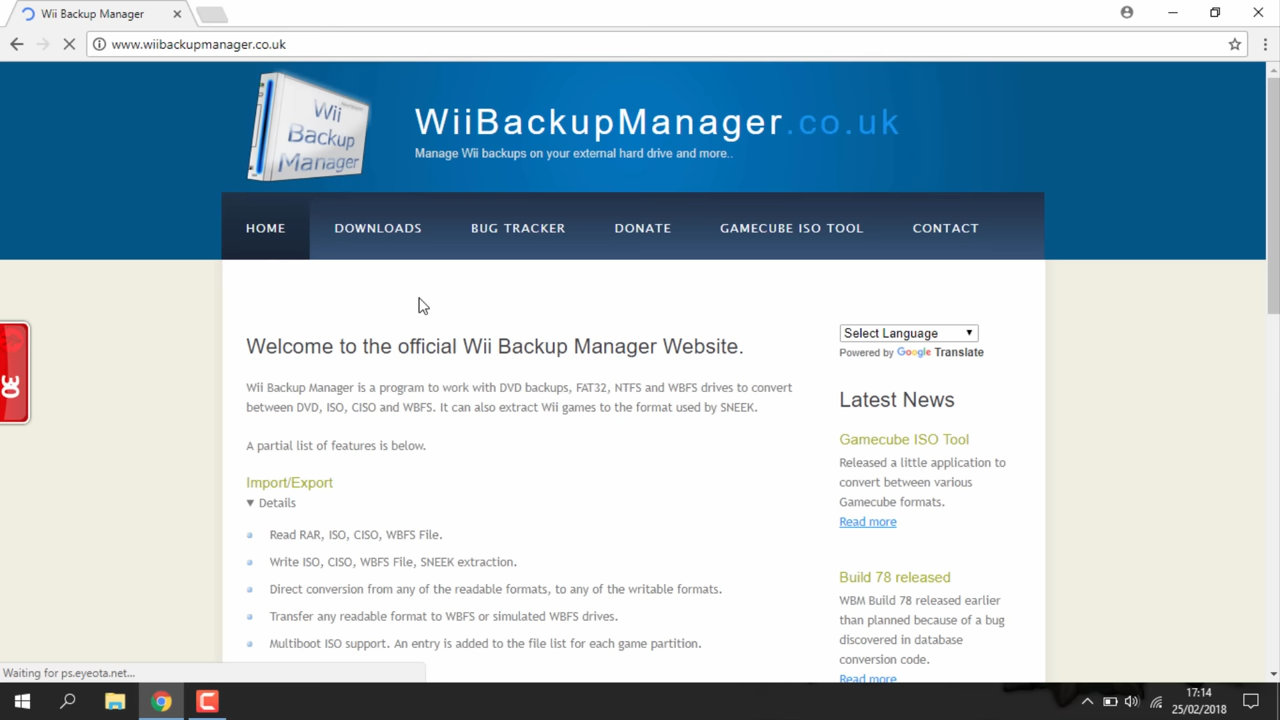 Wii Backup Manager
www.wiibackupmanager.co.uk
Wii
Backup
Manager
WiiBackupManager.co.uk
Manage Wii backups on your external hard drive and more..
HOME
DOWNLOADS
BUG TRACKER
DONATE
GAMECUBE ISO TOOL
CONTACT
Welcome to the official Wii Backup Manager Website.
Wii Backup Manager is a program to work with DVD backups, FAT32, NTFS and WBFS drives to convert
between DVD, ISO, CISO and WBFS. It can also extract Wii games to the format used by SNEEK.
A partial list of features is below.
Import/Export
Details
Read RAR, ISO, CISO, WBFS File.
Write ISO, CISO, WBFS File, SNEEK extraction.
Direct conversion from any of the readable formats, to any of the writable formats.
Transfer any readable format to WBFS or simulated WBFS drives.
Multiboot ISO support. An entry is added to the file list for each game partition.
Select Language
Powered by Google Translate
Latest News
Gamecube ISO Tool
Released a little application to
convert between various
Gamecube formats.
Read more
Build 78 released
WBM Build 78 released earlier
than planned because of a bug
discovered in database
conversion code.
Read more
Waiting for ps.eyeota.net...
17:14
25/02/2018